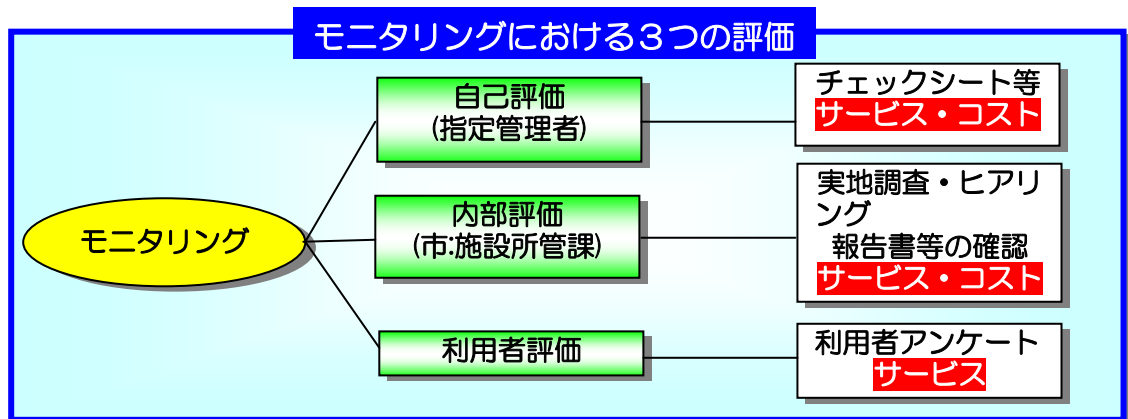 モニタリングにおける３つの評価
自己評価
(指定管理者)
チェックシート等
サービス・コスト
モニタリング
内部評価
(市:施設所管課)
実地調査・ヒアリ
ング
報告書等の確認
サービス・コスト
利用者評価
利用者アンケート
サービス